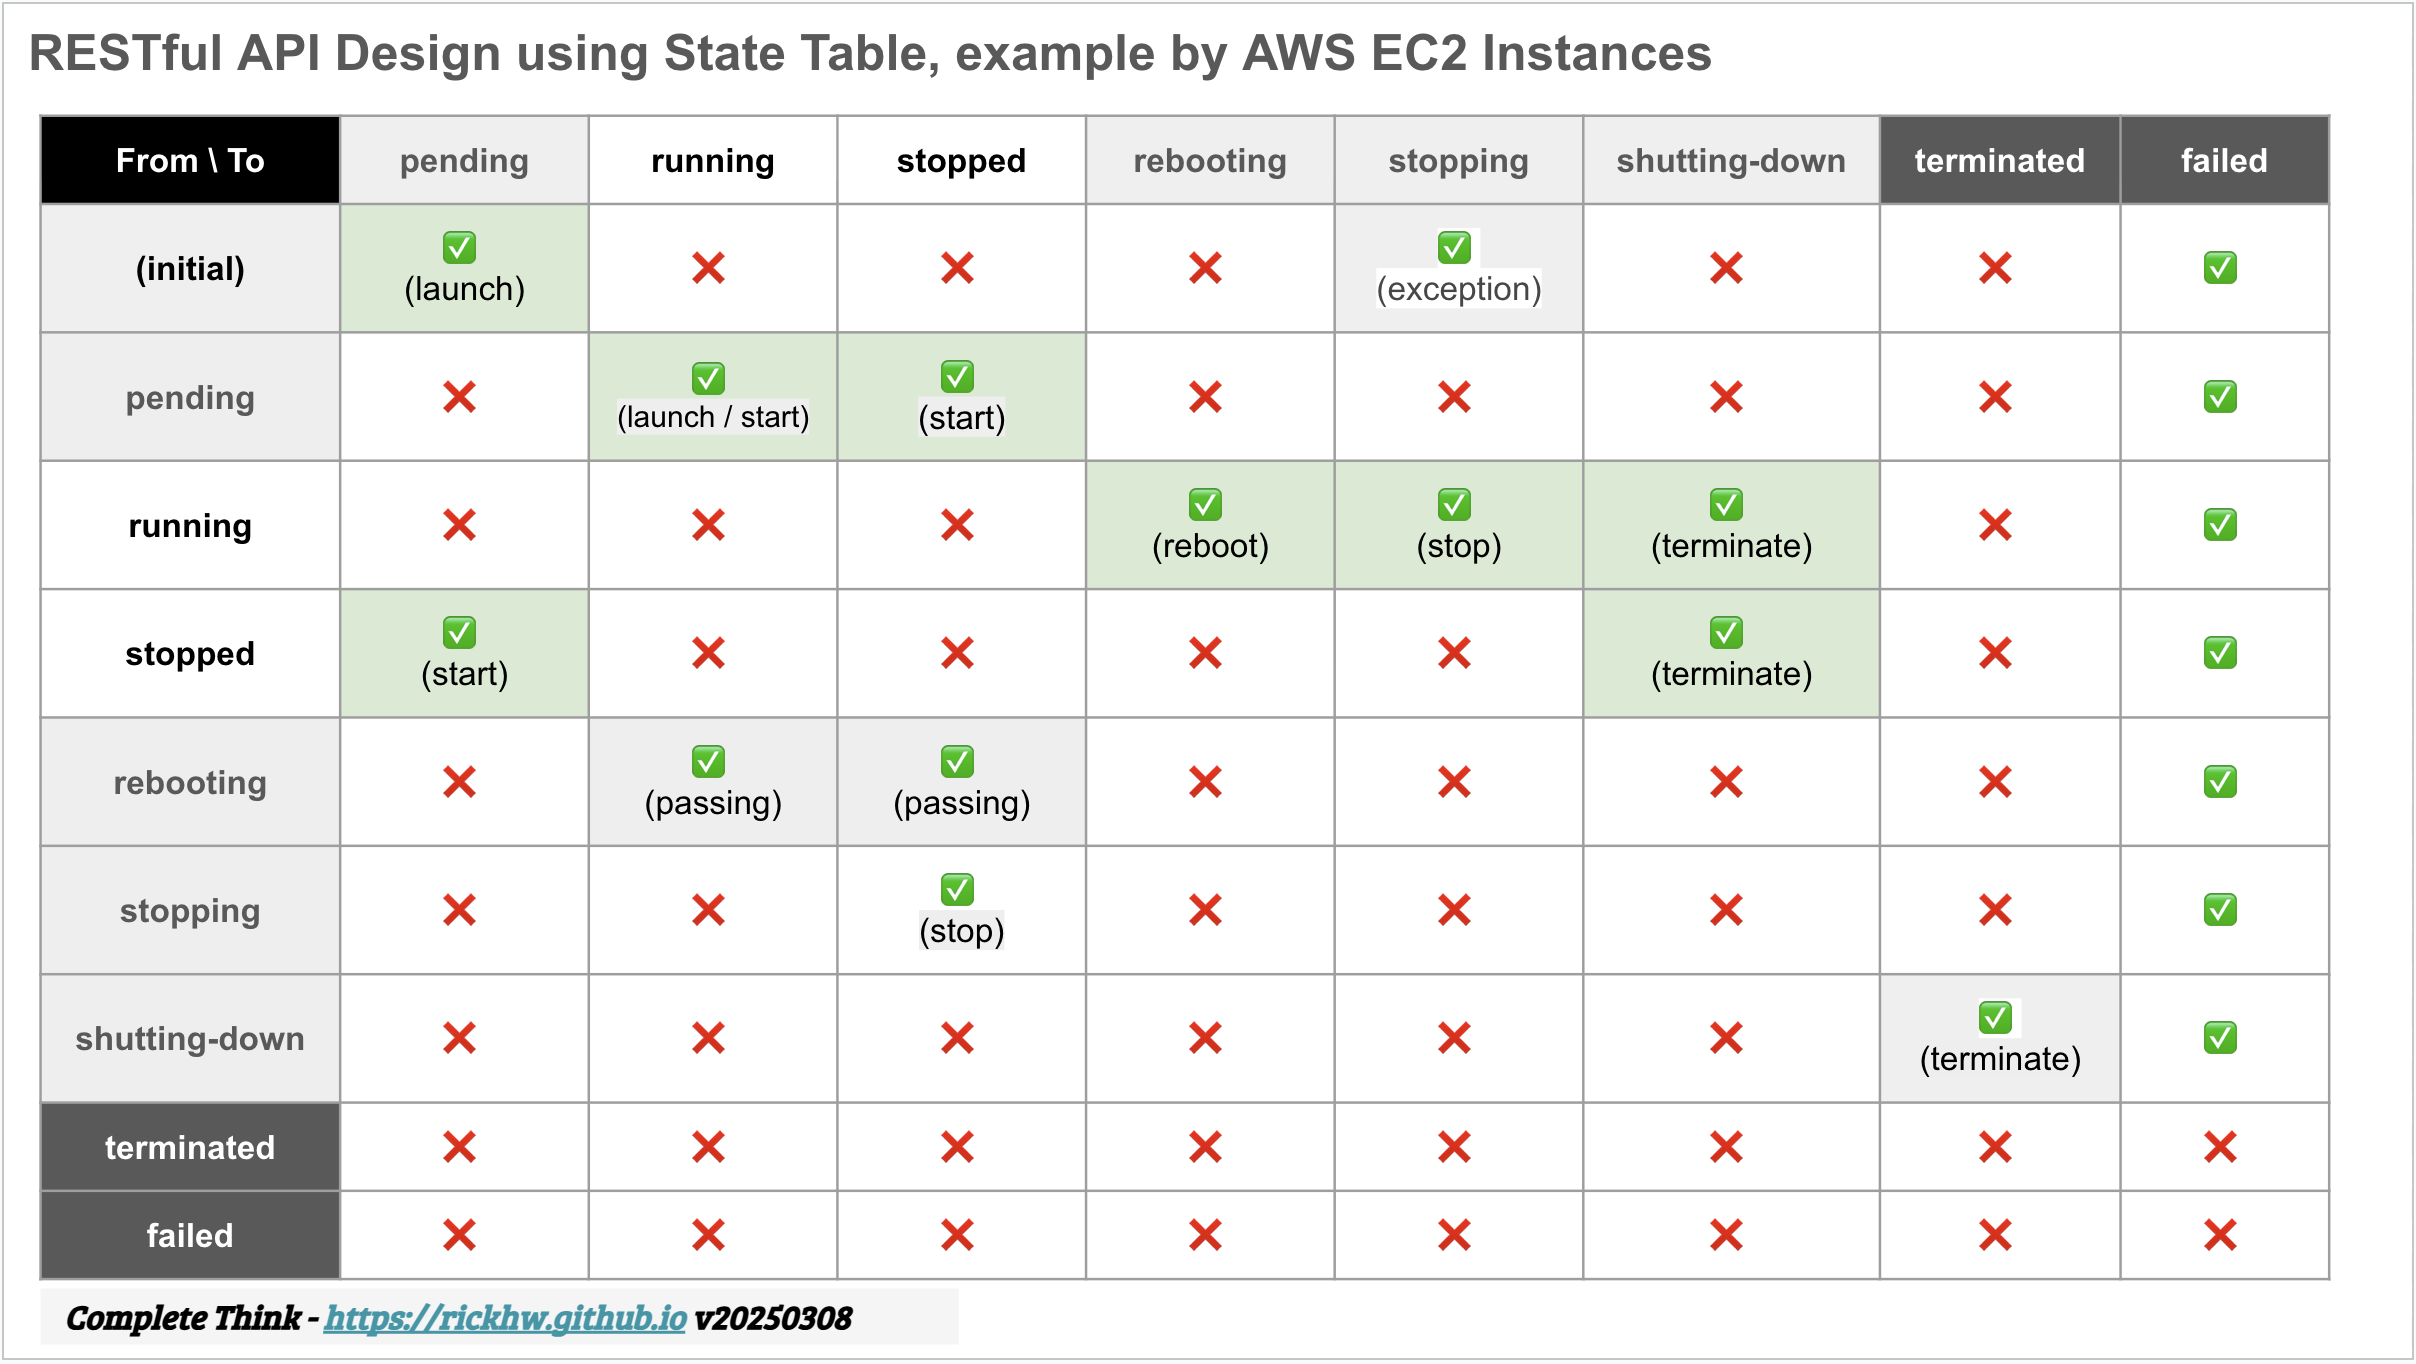 RESTful API Design using State Table, example by AWS EC2 Instances
From \ To pending running stopped rebooting stopping shutting-down terminated failed
(initial) ✅ (launch) ❌ ❌ ❌ ✅ (exception) ❌ ❌ ✅
pending ❌ ✅ (launch / start) ✅ (start) ❌ ❌ ❌ ❌ ✅
running ❌ ❌ ❌ ✅ (reboot) ✅ (stop) ✅ (terminate) ❌ ✅
stopped ✅ (start) ❌ ❌ ❌ ❌ ✅ (terminate) ❌ ✅
rebooting ❌ ✅ (passing) ✅ (passing) ❌ ❌ ❌ ❌ ✅
stopping ❌ ❌ ✅ (stop) ❌ ❌ ❌ ❌ ✅
shutting-down ❌ ❌ ❌ ❌ ❌ ❌ ✅ (terminate) ✅
terminated ❌ ❌ ❌ ❌ ❌ ❌ ❌ ❌
failed ❌ ❌ ❌ ❌ ❌ ❌ ❌ ❌
Complete Think - https://rickhw.github.io v20250308